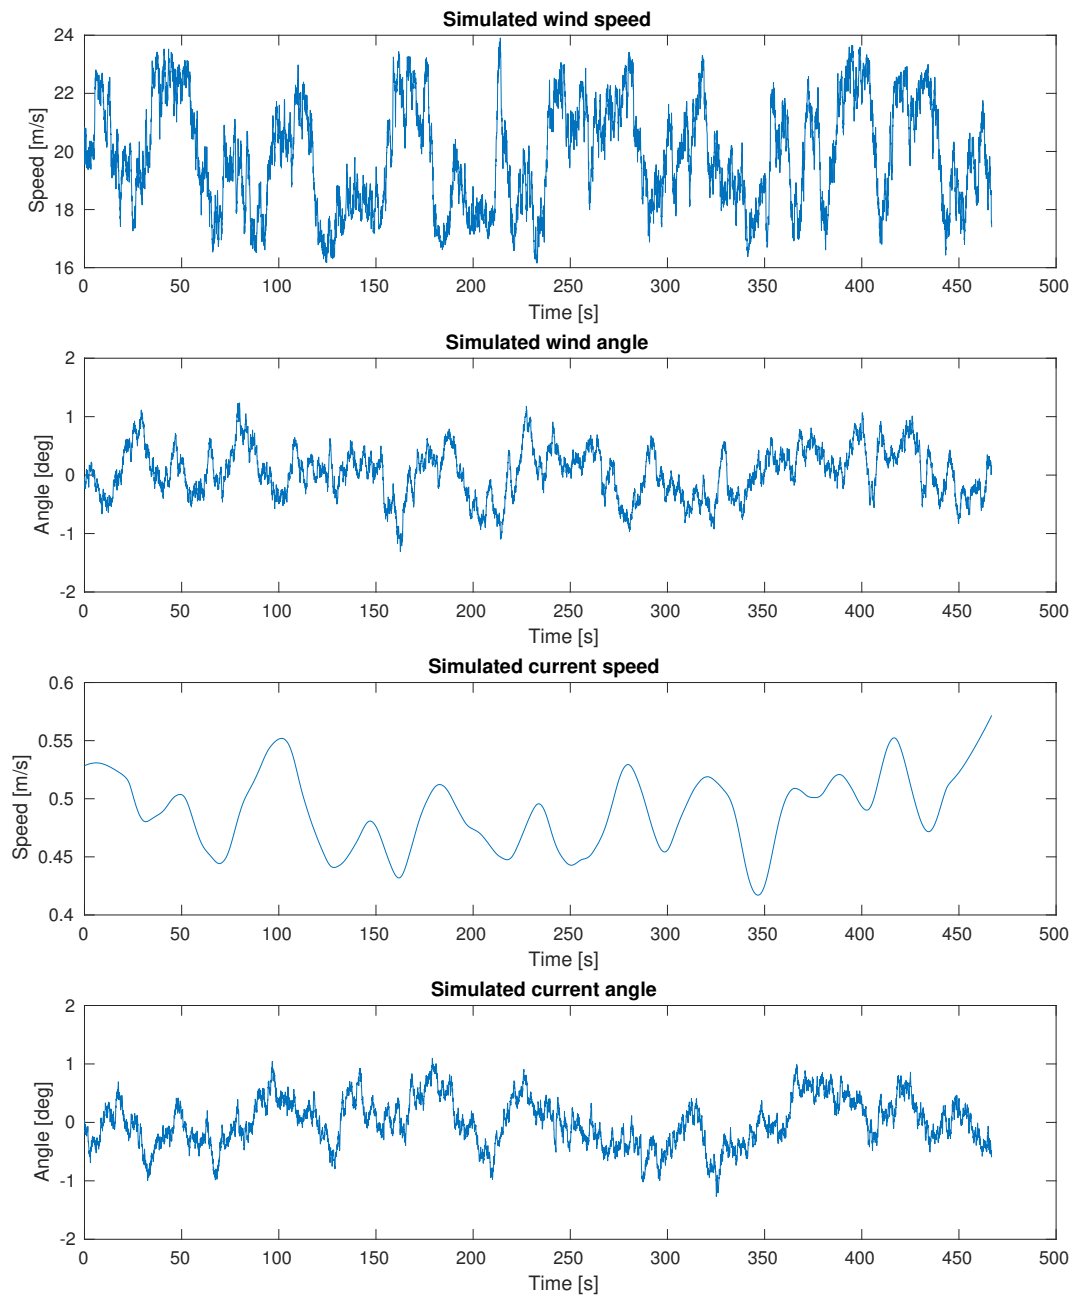 Simulated wind speed
24
22
20
18
16
Speed [m/s]
0 50 100 150 200 250 300 350 400 450 500
Time [s]
Simulated wind angle
2
1
0
-1
-2
Angle [deg]
0 50 100 150 200 250 300 350 400 450 500
Time [s]
Simulated current speed
0.6
0.55
0.5
0.45
0.4
Speed [m/s]
0 50 100 150 200 250 300 350 400 450 500
Time [s]
Simulated current angle
2
1
0
-1
-2
Angle [deg]
0 50 100 150 200 250 300 350 400 450 500
Time [s]